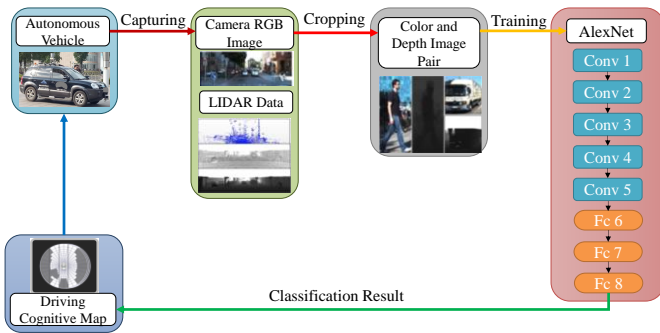 Autonomous
Vehicle
Capturing
Camera RGB
Image
LIDAR Data
Cropping
Color and
Depth Image
Pair
Training
AlexNet
Conv 1
Conv 2
Conv 3
Conv 4
Conv 5
Fc 6
Fc 7
Fc 8
Classification Result
Driving
Cognitive Map